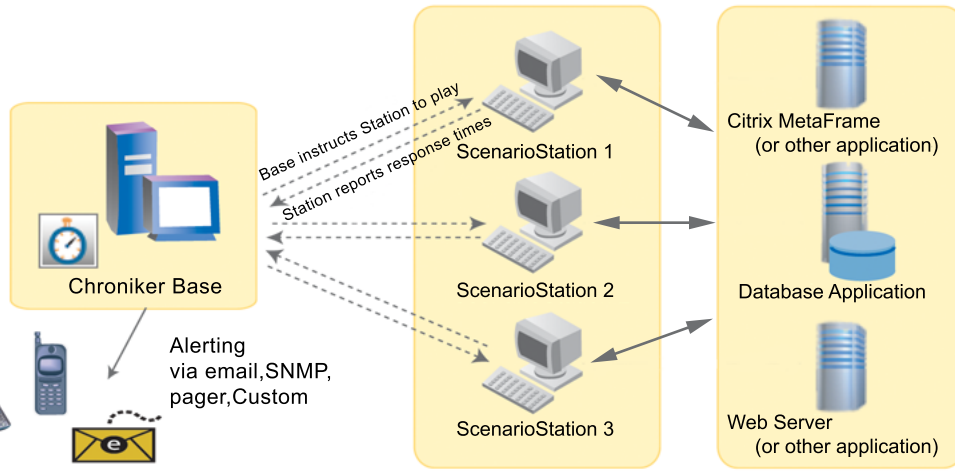 Base instructs Station to play
Station reports response times
Chroniker Base
Alerting
via email,SNMP,
pager,Custom
e
ScenarioStation 1
ScenarioStation 2
ScenarioStation 3
Citrix MetaFrame
(or other application)
Database Application
Web Server
(or other application)